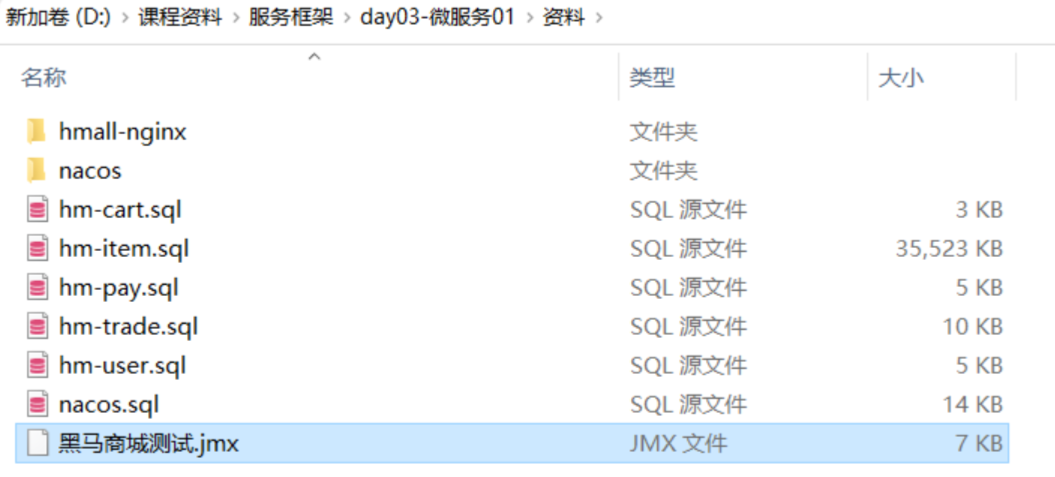 新加卷 (D:) › 课程资料 › 服务框架 › day03-微服务01 › 资料 ›
名称 类型 大小
hmall-nginx 文件夹
nacos 文件夹
hm-cart.sql SQL 源文件 3 KB
hm-item.sql SQL 源文件 35,523 KB
hm-pay.sql SQL 源文件 5 KB
hm-trade.sql SQL 源文件 10 KB
hm-user.sql SQL 源文件 5 KB
nacos.sql SQL 源文件 14 KB
黑马商城测试.jmx JMX 文件 7 KB